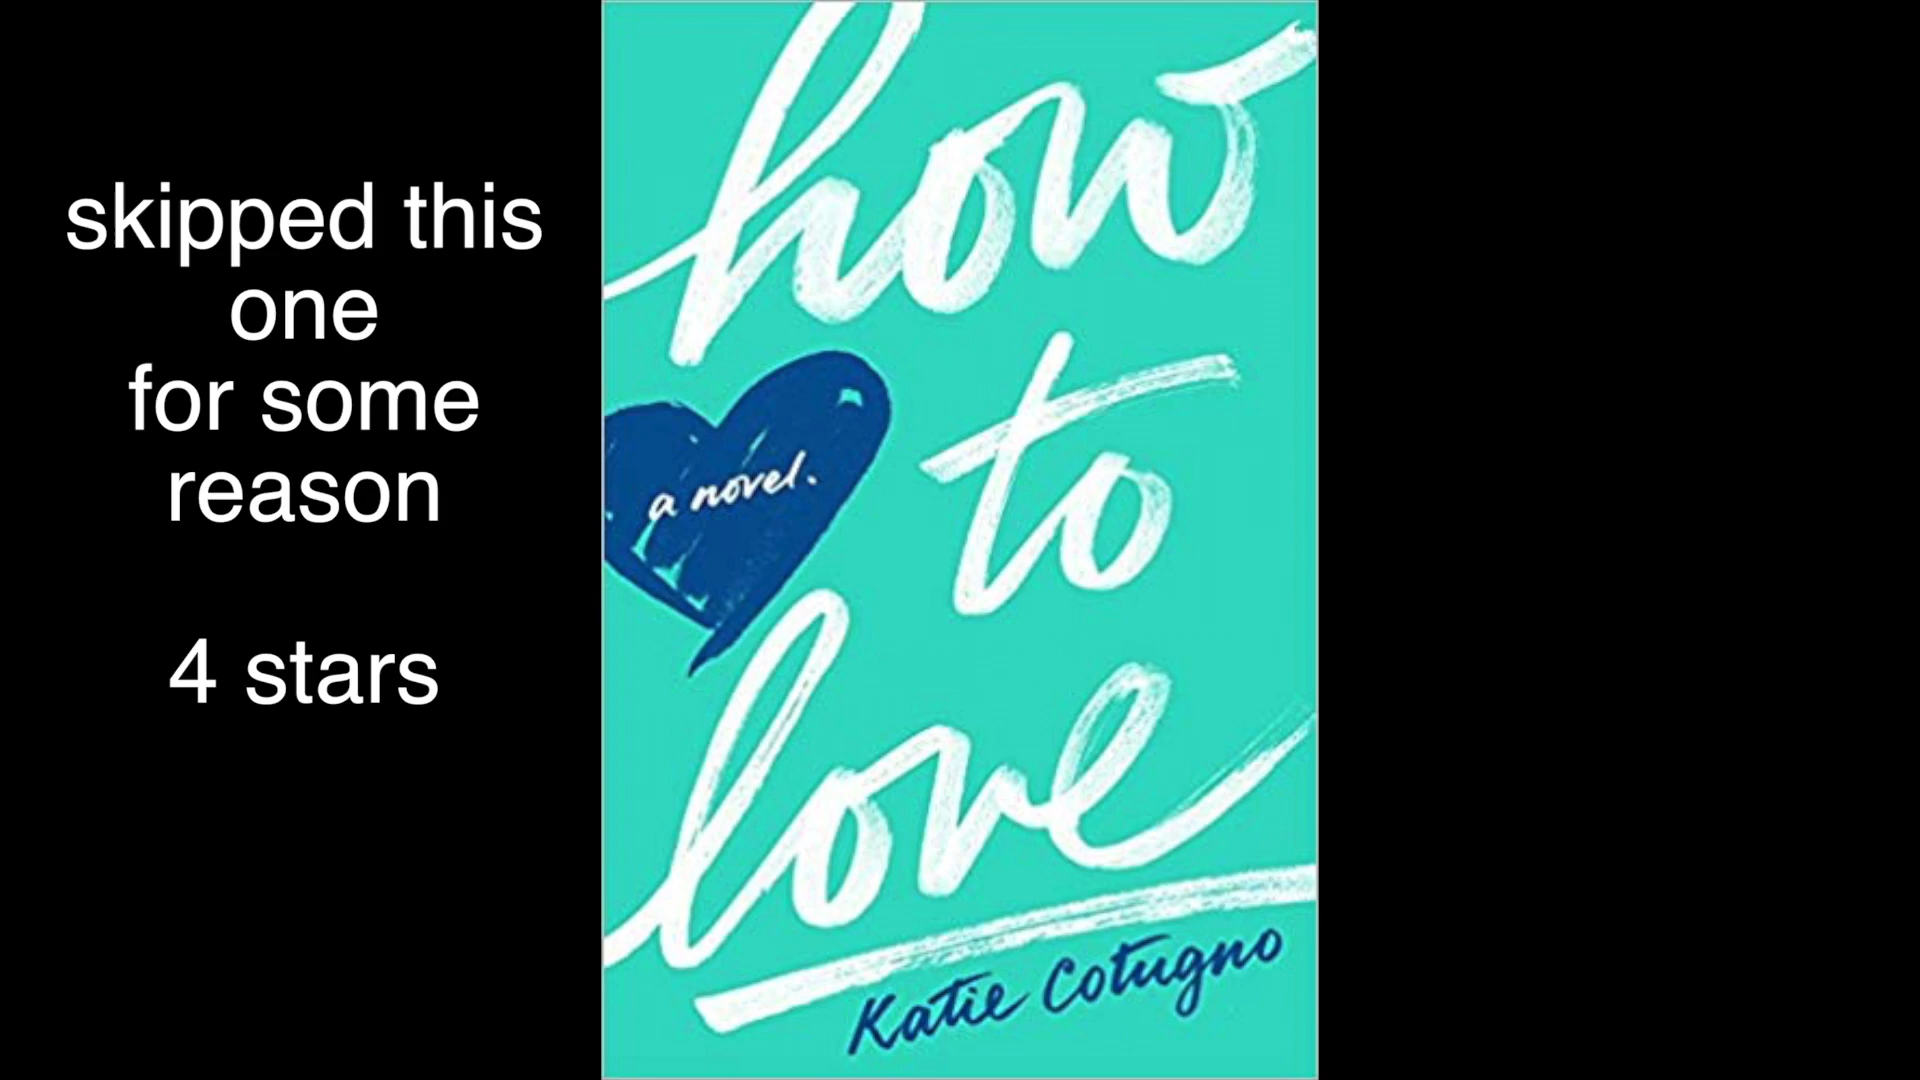 skipped this
one
for some
reason
4 stars
how
to
a novel.
love
Katie Cotugno